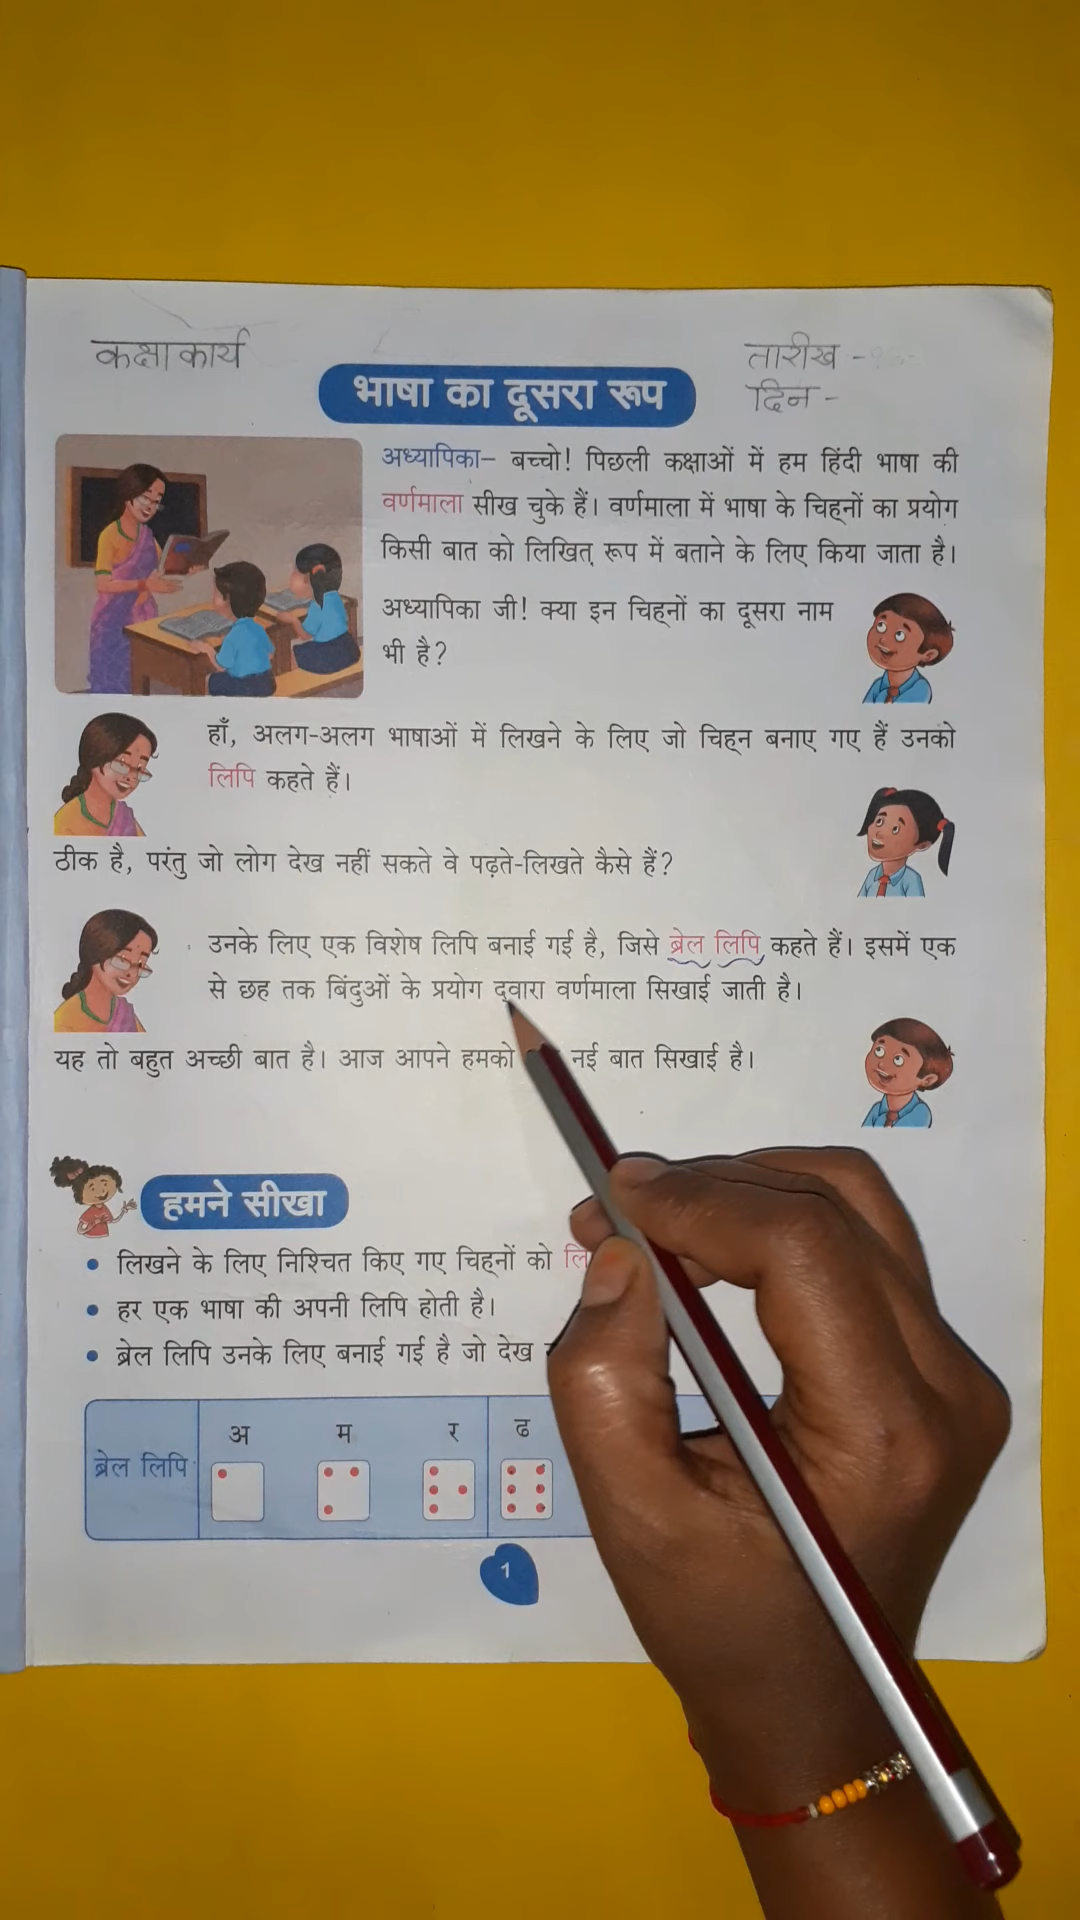 कक्षाकार्य
तारीख -
दिन -
भाषा का दूसरा रूप
अध्यापिका– बच्चो! पिछली कक्षाओं में हम हिंदी भाषा की
वर्णमाला सीख चुके हैं। वर्णमाला में भाषा के चिह्नों का प्रयोग
किसी बात को लिखित रूप में बताने के लिए किया जाता है।
अध्यापिका जी! क्या इन चिह्नों का दूसरा नाम
भी है?
हाँ, अलग-अलग भाषाओं में लिखने के लिए जो चिह्न बनाए गए हैं उनको
लिपि कहते हैं।
ठीक है, परंतु जो लोग देख नहीं सकते वे पढ़ते-लिखते कैसे हैं?
उनके लिए एक विशेष लिपि बनाई गई है, जिसे ब्रेल लिपि कहते हैं। इसमें एक
से छह तक बिंदुओं के प्रयोग द्वारा वर्णमाला सिखाई जाती है।
यह तो बहुत अच्छी बात है। आज आपने हमको नई बात सिखाई है।
हमने सीखा
• लिखने के लिए निश्चित किए गए चिह्नों को
• हर एक भाषा की अपनी लिपि होती है।
• ब्रेल लिपि उनके लिए बनाई गई है जो देख
अ म र ढ
ब्रेल लिपि
1